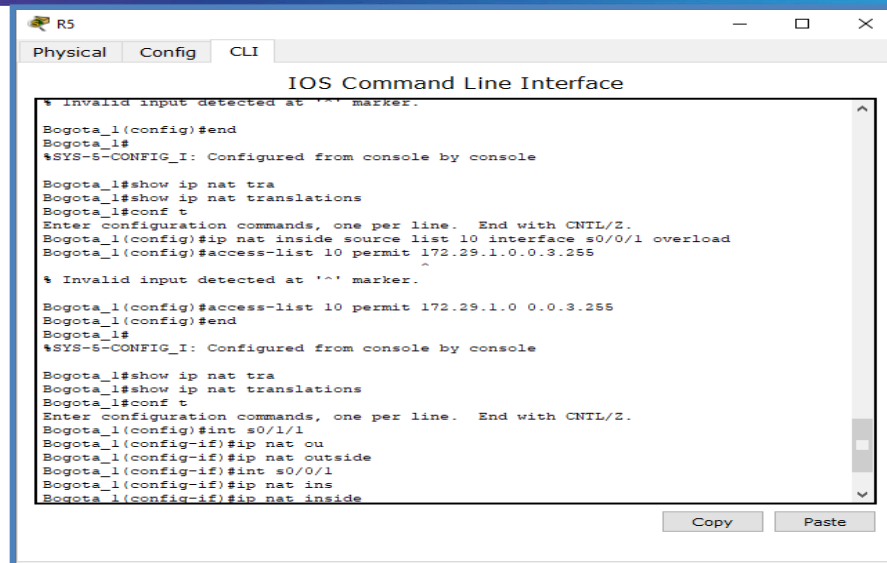 R5
Physical Config CLI
IOS Command Line Interface
% Invalid input detected at '^' marker.
Bogota_1(config)#end
Bogota_1#
%SYS-5-CONFIG_I: Configured from console by console
Bogota_1#show ip nat tra
Bogota_1#show ip nat translations
Bogota_1#conf t
Enter configuration commands, one per line.  End with CNTL/Z.
Bogota_1(config)#ip nat inside source list 10 interface s0/0/1 overload
Bogota_1(config)#access-list 10 permit 172.29.1.0.0.3.255
^
% Invalid input detected at '^' marker.
Bogota_1(config)#access-list 10 permit 172.29.1.0 0.0.3.255
Bogota_1(config)#end
Bogota_1#
%SYS-5-CONFIG_I: Configured from console by console
Bogota_1#show ip nat tra
Bogota_1#show ip nat translations
Bogota_1#conf t
Enter configuration commands, one per line.  End with CNTL/Z.
Bogota_1(config)#int s0/1/1
Bogota_1(config-if)#ip nat ou
Bogota_1(config-if)#ip nat outside
Bogota_1(config-if)#int s0/0/1
Bogota_1(config-if)#ip nat ins
Bogota_1(config-if)#ip nat inside
Copy Paste